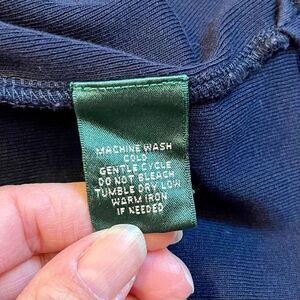 MACHINE WASH
COLD
GENTLE CYCLE
DO NOT BLEACH
TUMBLE DRY LOW
WARM IRON
IF NEEDED